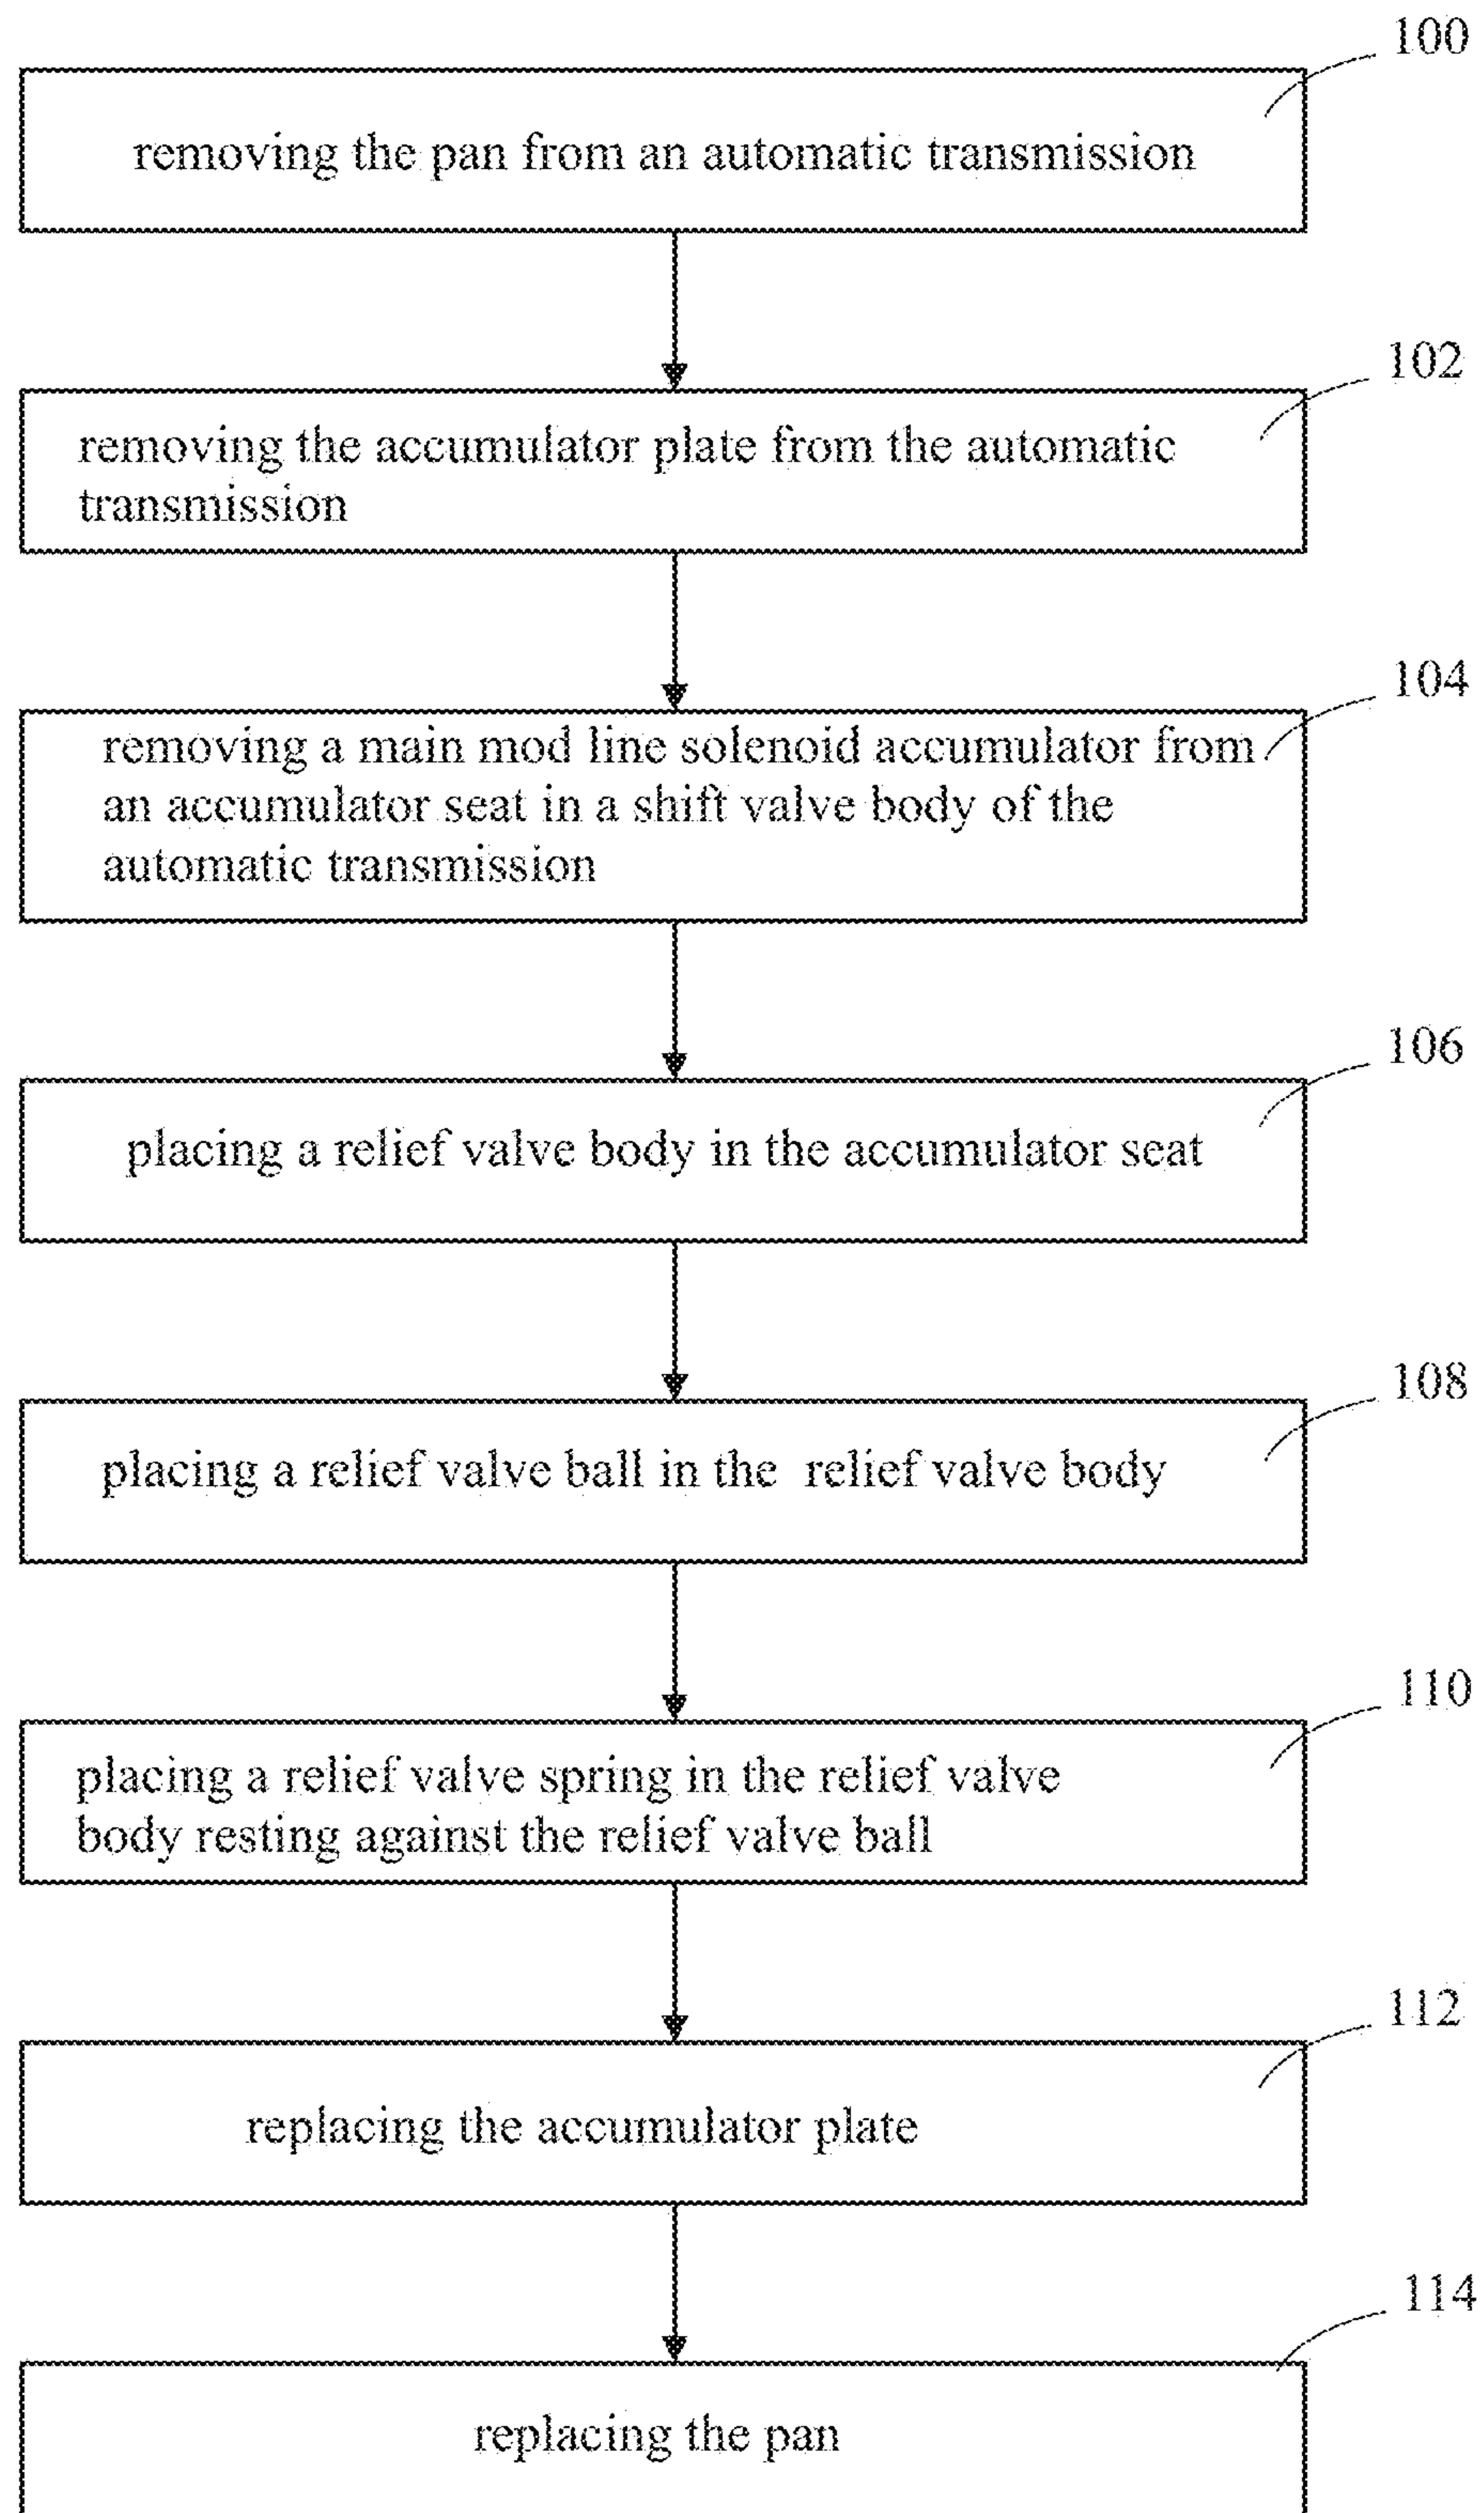 100
removing the pan from an automatic transmission
102
removing the accumulator plate from the automatic
transmission
104
removing a main mod line solenoid accumulator from
an accumulator seat in a shift valve body of the
automatic transmission
106
placing a relief valve body in the accumulator seat
108
placing a relief valve ball in the relief valve body
110
placing a relief valve spring in the relief valve
body resting against the relief valve ball
112
replacing the accumulator plate
114
replacing the pan